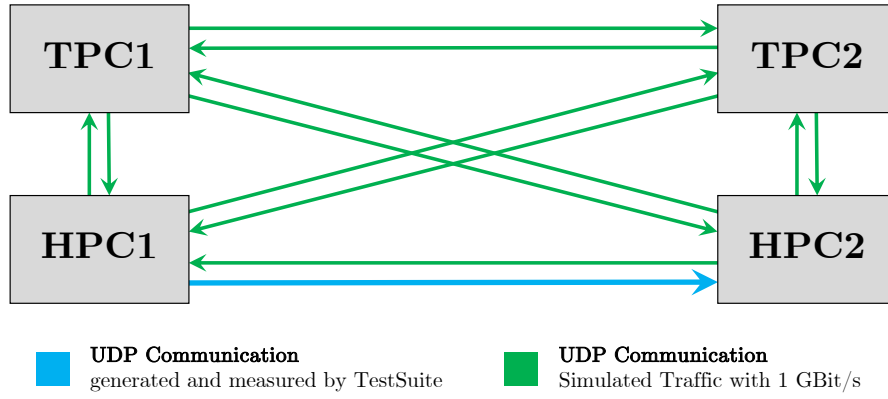 TPC1
TPC2
HPC1
HPC2
UDP Communication
generated and measured by TestSuite
UDP Communication
Simulated Traffic with 1 GBit/s